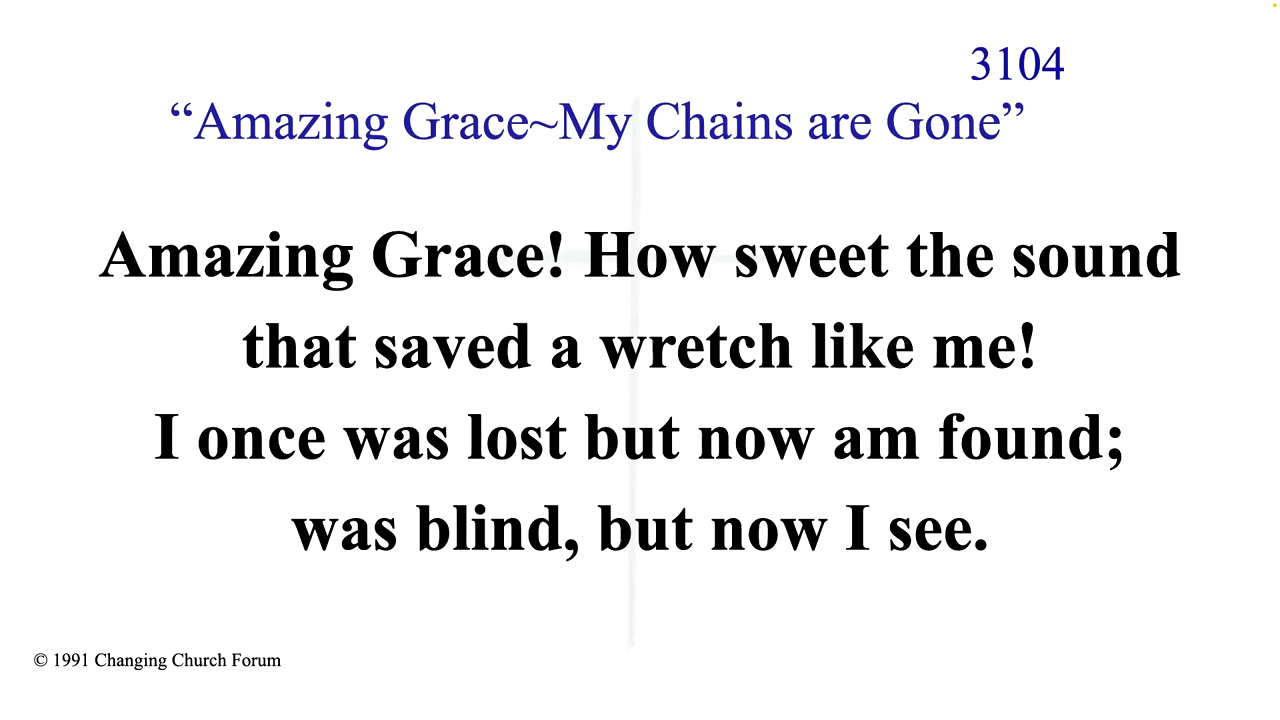 3104
“Amazing Grace~My Chains are Gone”
Amazing Grace! How sweet the sound
that saved a wretch like me!
I once was lost but now am found;
was blind, but now I see.
© 1991 Changing Church Forum